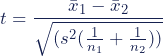 t = \frac{\bar{x}_1 - \bar{x}_2}{\sqrt{(s^2(\frac{1}{n_1} + \frac{1}{n_2}))}}